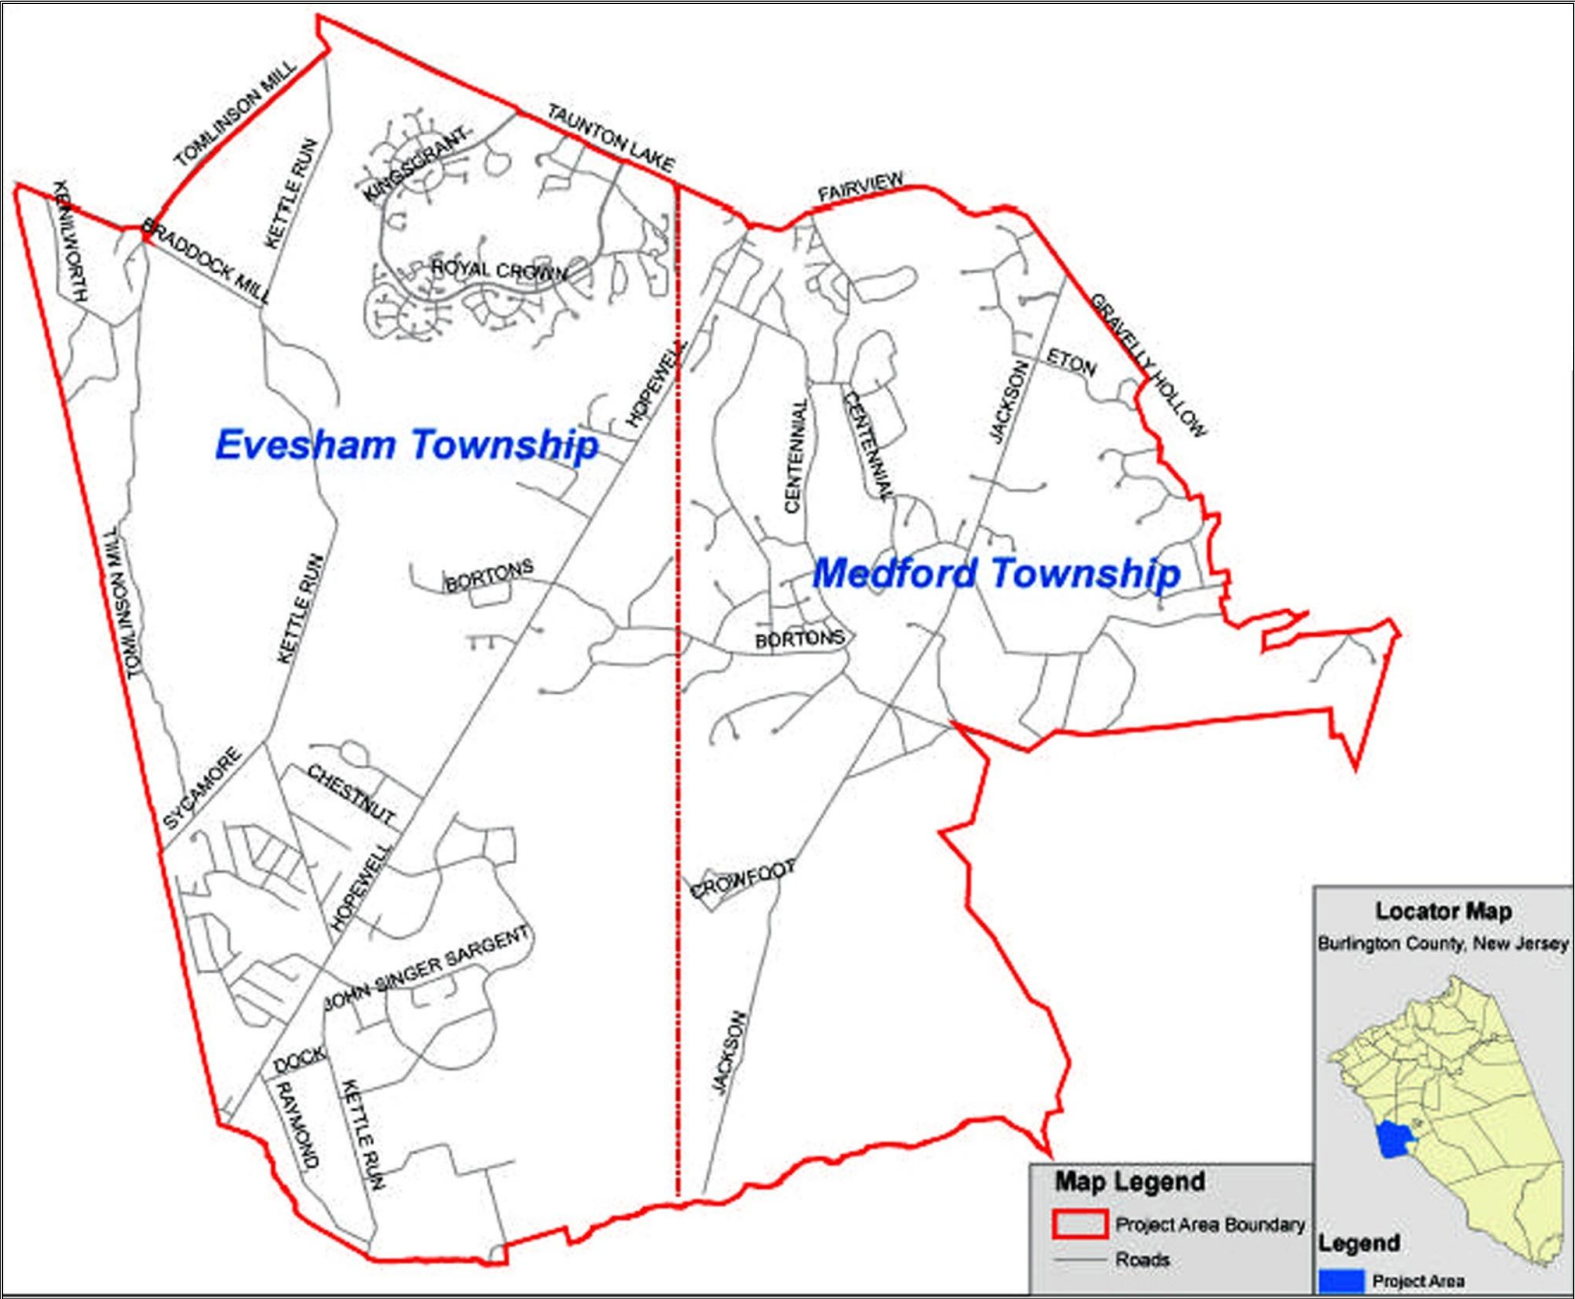 TOMLINSON MILL
TAUNTON LAKE
KINGSGRANT
KETTLE RUN
FAIRVIEW
KENILWORTH
BRADDOCK MILL
ROYAL CROWN
GRAVELLY HOLLOW
HOPEWELL
ETON
JACKSON
CENTENNIAL
CENTENNIAL
Evesham Township
TOMLINSON MILL
KETTLE RUN
BORTONS
Medford Township
BORTONS
SYCAMORE
CHESTNUT
HOPEWELL
CROWFOOT
JOHN SINGER SARGENT
JACKSON
DOCK
RAYMOND
KETTLE RUN
Locator Map
Burlington County, New Jersey
Legend
Project Area
Map Legend
Project Area Boundary
Roads